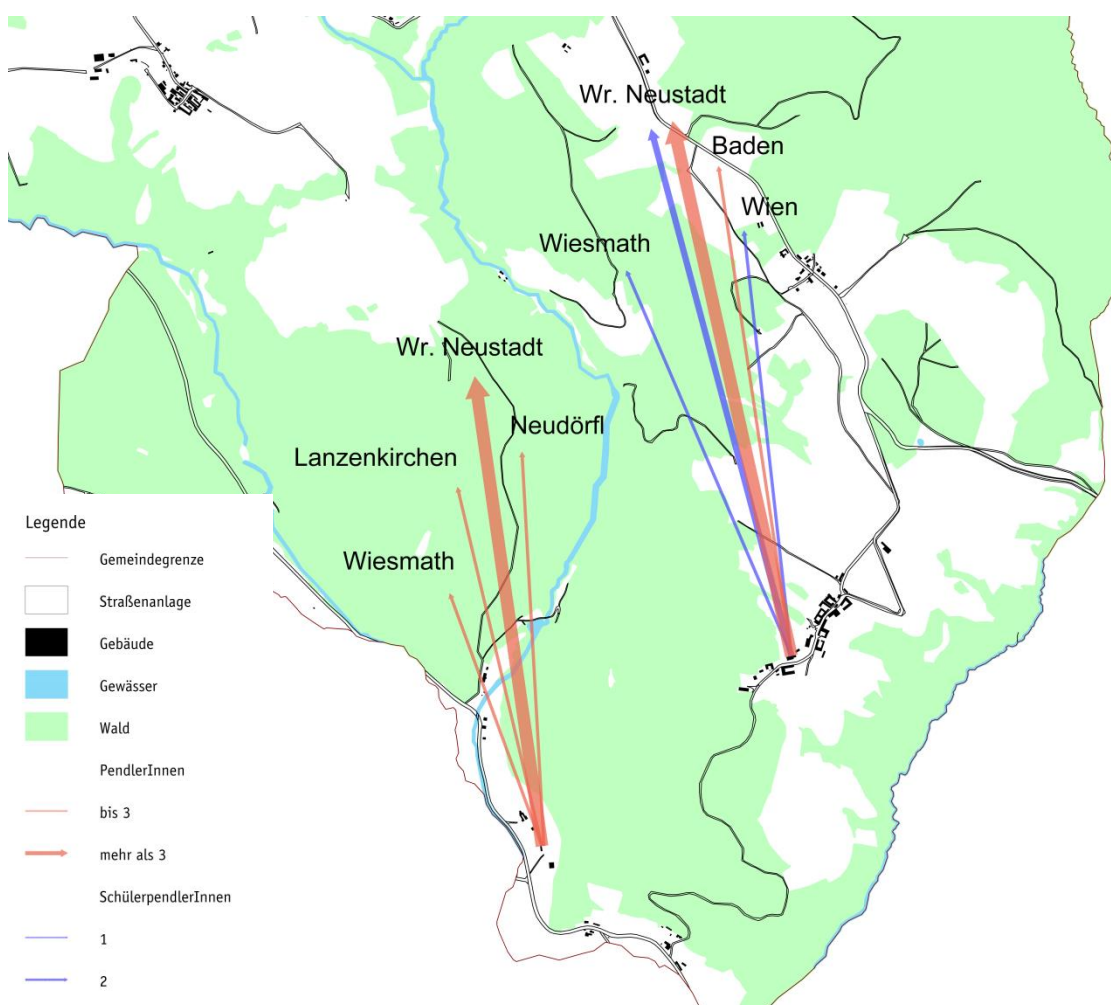 Wr. Neustadt
Baden
Wien
Wiesmath
Wr. Neustadt
Neudörfl
Lanzenkirchen
Wiesmath
Legende
Gemeindegrenze
Straßenanlage
Gebäude
Gewässer
Wald
PendlerInnen
bis 3
mehr als 3
SchülerpendlerInnen
1
2